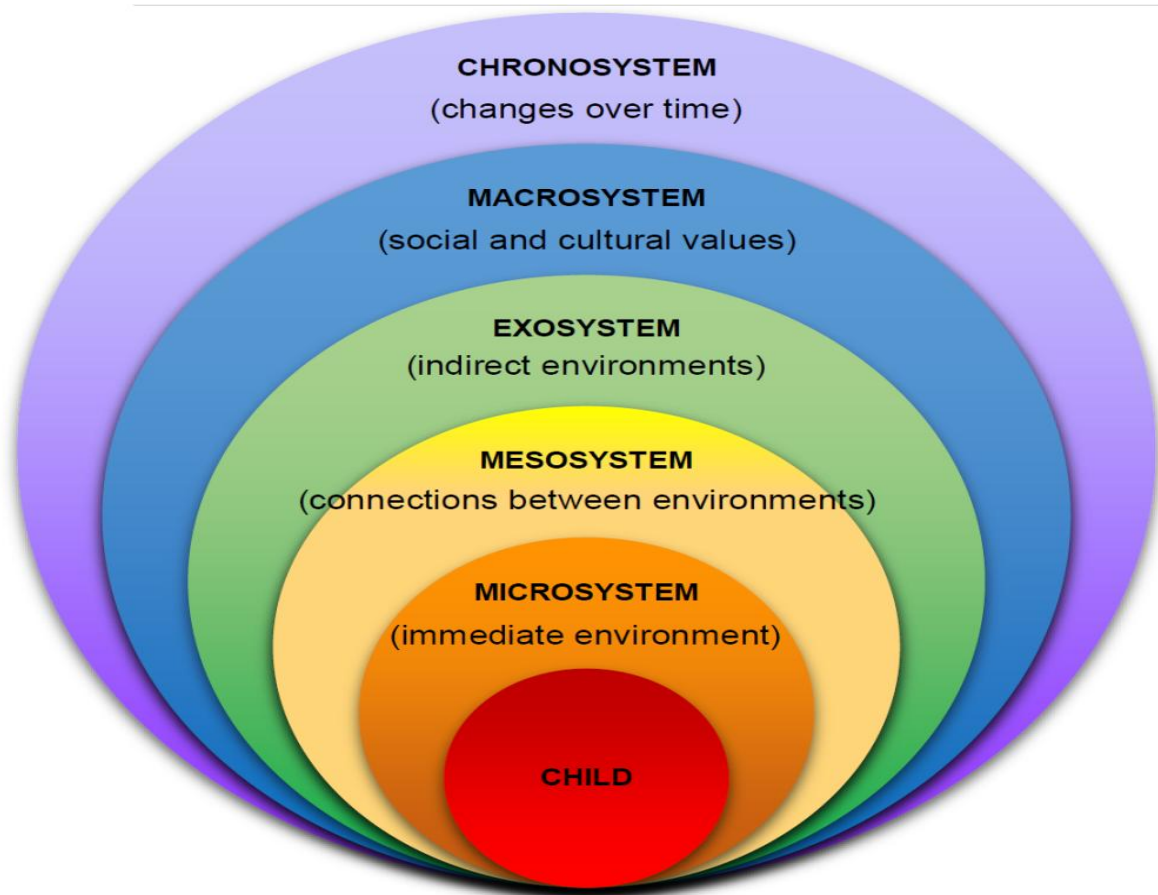 CHRONOSYSTEM
(changes over time)
MACROSYSTEM
(social and cultural values)
EXOSYSTEM
(indirect environments)
MESOSYSTEM
(connections between environments)
MICROSYSTEM
(immediate environment)
CHILD